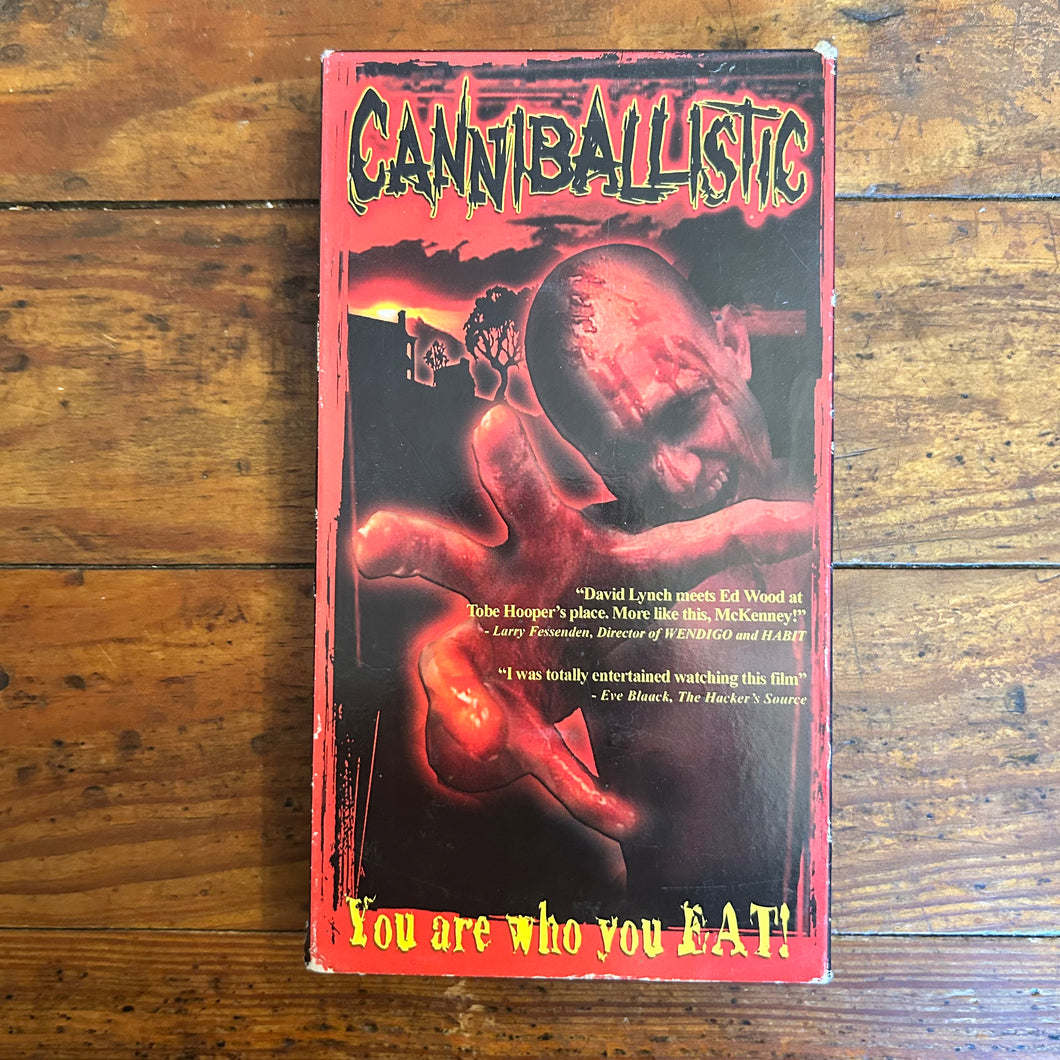 CANNIBALLISTIC
“David Lynch meets Ed Wood at
Tobe Hooper’s place. More like this, McKenney!”
- Larry Fessenden, Director of WENDIGO and HABIT
“I was totally entertained watching this film”
- Eve Blaack, The Hacker’s Source
You are who you EAT!